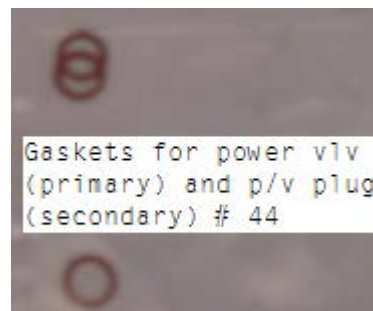 Gaskets for power vlv
(primary) and p/v plug
(secondary) # 44